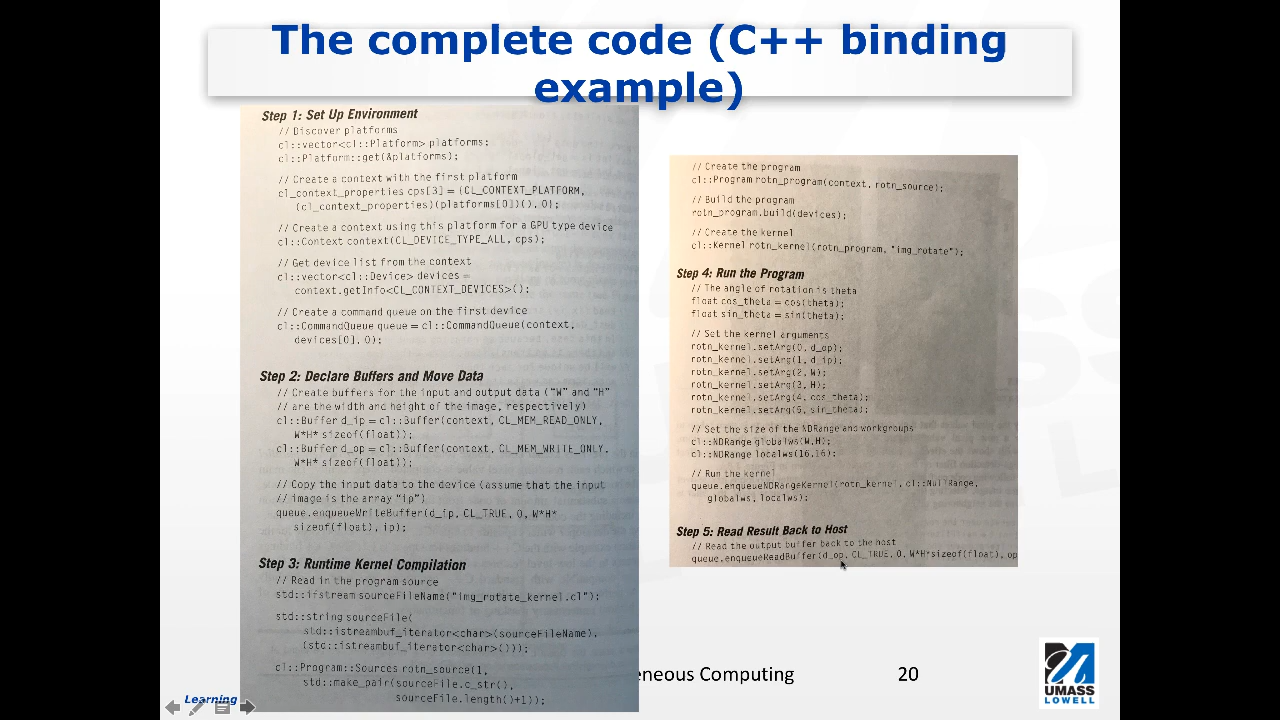 The complete code (C++ binding
example)
Step 1: Set Up Environment
// Discover platforms
cl::vector<cl::Platform> platforms;
cl::Platform::get(&platforms);
// Create a context with the first platform
cl_context_properties cps[3] = {CL_CONTEXT_PLATFORM,
(cl_context_properties)(platforms[0])(), 0};
// Create a context using this platform for a GPU type device
cl::Context context(CL_DEVICE_TYPE_ALL, cps);
// Get device list from the context
cl::vector<cl::Device> devices =
context.getInfo<CL_CONTEXT_DEVICES>();
// Create a command queue on the first device
cl::CommandQueue queue = cl::CommandQueue(context,
devices[0], 0);
Step 2: Declare Buffers and Move Data
// Create buffers for the input and output data ("W" and "H"
// are the width and height of the image, respectively)
cl::Buffer d_ip = cl::Buffer(context, CL_MEM_READ_ONLY,
W*H* sizeof(float));
cl::Buffer d_op = cl::Buffer(context, CL_MEM_WRITE_ONLY,
W*H* sizeof(float));
// Copy the input data to the device (assume that the input
// image is the array "ip")
queue.enqueueWriteBuffer(d_ip, CL_TRUE, 0, W*H*
sizeof(float), ip);
Step 3: Runtime Kernel Compilation
// Read in the program source
std::ifstream sourceFileName("img_rotate_kernel.cl");
std::string sourceFile(
std::istreambuf_iterator<char>(sourceFileName),
(std::istreambuf_iterator<char>()));
cl::Program::Sources rotn_source(1,
std::make_pair(sourceFile.c_str(),
sourceFile.length()+1));
// Create the program
cl::Program rotn_program(context, rotn_source);
// Build the program
rotn_program.build(devices);
// Create the kernel
cl::Kernel rotn_kernel(rotn_program, "img_rotate");
Step 4: Run the Program
// The angle of rotation is theta
float cos_theta = cos(theta);
float sin_theta = sin(theta);
// Set the kernel arguments
rotn_kernel.setArg(0, d_op);
rotn_kernel.setArg(1, d_ip);
rotn_kernel.setArg(2, W);
rotn_kernel.setArg(3, H);
rotn_kernel.setArg(4, cos_theta);
rotn_kernel.setArg(5, sin_theta);
// Set the size of the NDRange and workgroups
cl::NDRange globalws(W,H);
cl::NDRange localws(16,16);
// Run the kernel
queue.enqueueNDRangeKernel(rotn_kernel, cl::NullRange,
globalws, localws);
Step 5: Read Result Back to Host
// Read the output buffer back to the host
queue.enqueueReadBuffer(d_op, CL_TRUE, 0, W*H*sizeof(float), op
eneous Computing
20
Learning
UMASS
LOWELL